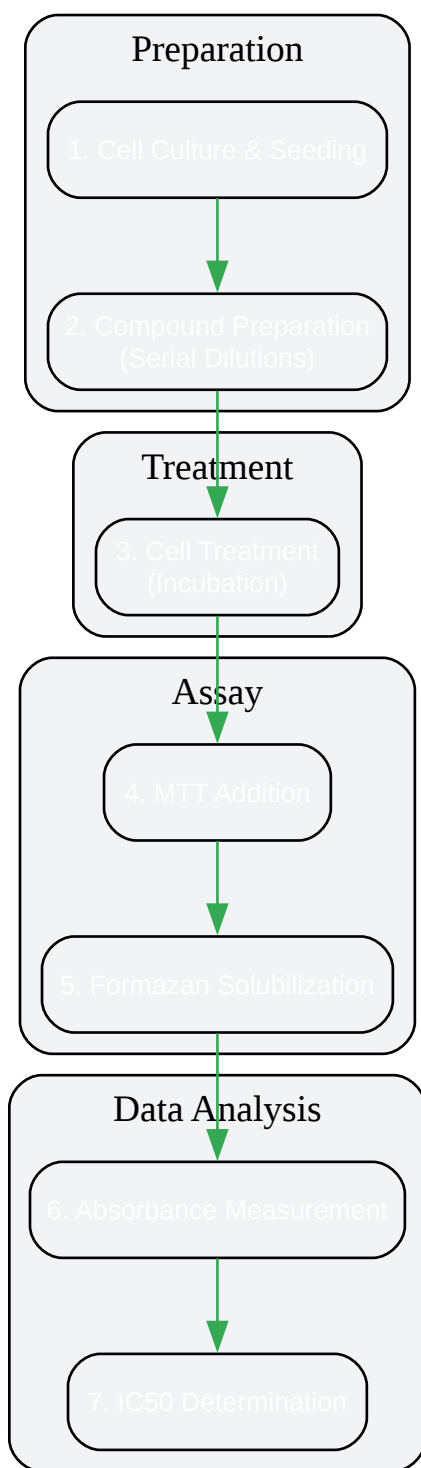 Preparation
1. Cell Culture & Seeding
2. Compound Preparation
(Serial Dilutions)
Treatment
3. Cell Treatment
(Incubation)
Assay
4. MTT Addition
5. Formazan Solubilization
Data Analysis
6. Absorbance Measurement
7. IC50 Determination